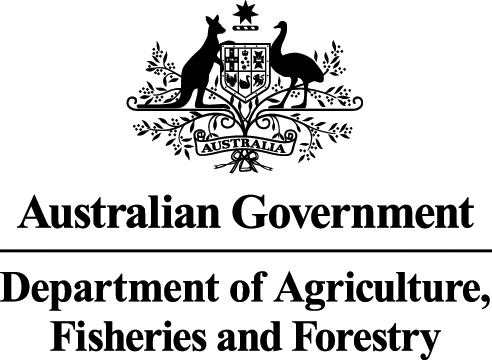 AUSTRALIA
Australian Government
Department of Agriculture,
Fisheries and Forestry